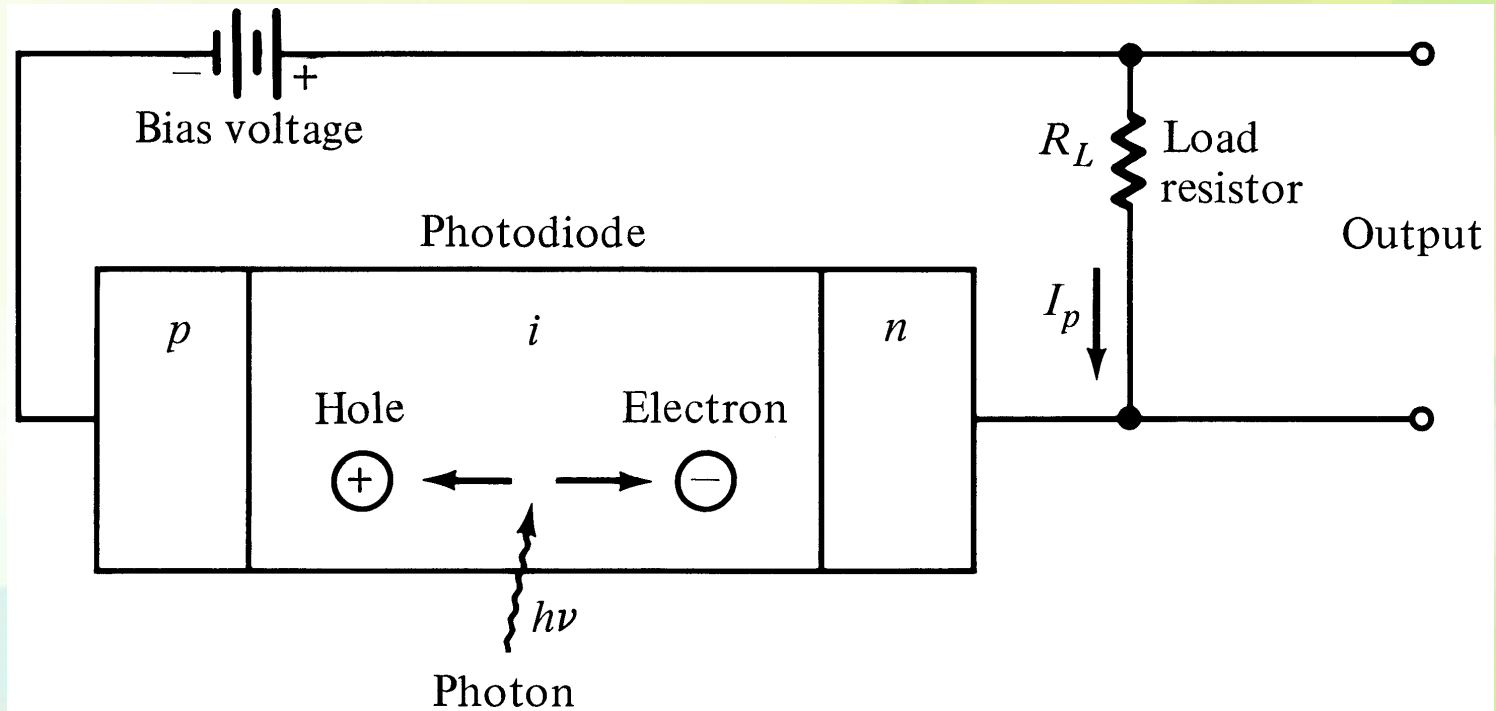 − +
Bias voltage
R_L Load
resistor
Photodiode
Output
p i n
I_p
Hole Electron
+ −
hν
Photon